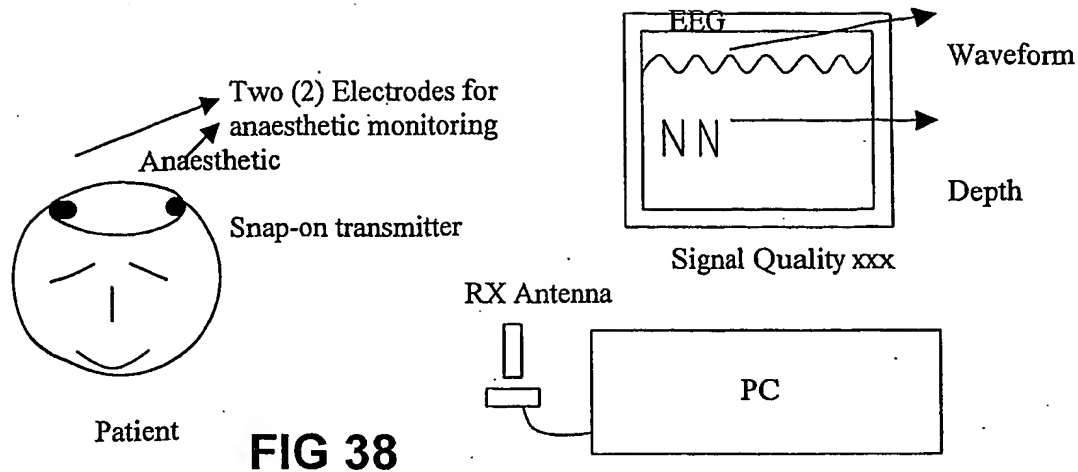 EEG
Waveform
Two (2) Electrodes for
anaesthetic monitoring
Anaesthetic
NN
Depth
Snap-on transmitter
Signal Quality xxx
RX Antenna
PC
Patient
FIG 38